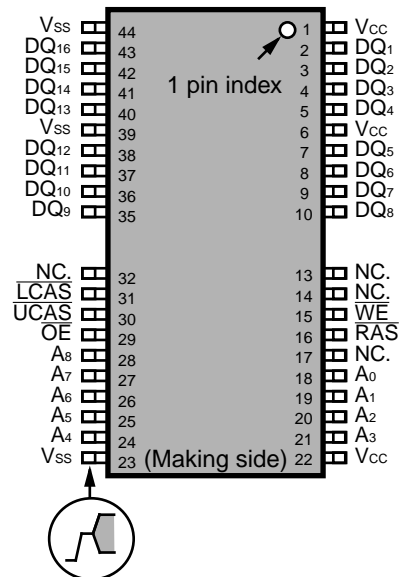 VSS 44 1 VCC
DQ16 43 2 DQ1
DQ15 42 3 DQ2
DQ14 41 4 DQ3
DQ13 40 5 DQ4
VSS 39 6 VCC
DQ12 38 7 DQ5
DQ11 37 8 DQ6
DQ10 36 9 DQ7
DQ9 35 10 DQ8
1 pin index
NC. 32 13 NC.
LCAS 31 14 NC.
UCAS 30 15 WE
OE 29 16 RAS
A8 28 17 NC.
A7 27 18 A0
A6 26 19 A1
A5 25 20 A2
A4 24 21 A3
VSS 23 (Making side) 22 VCC